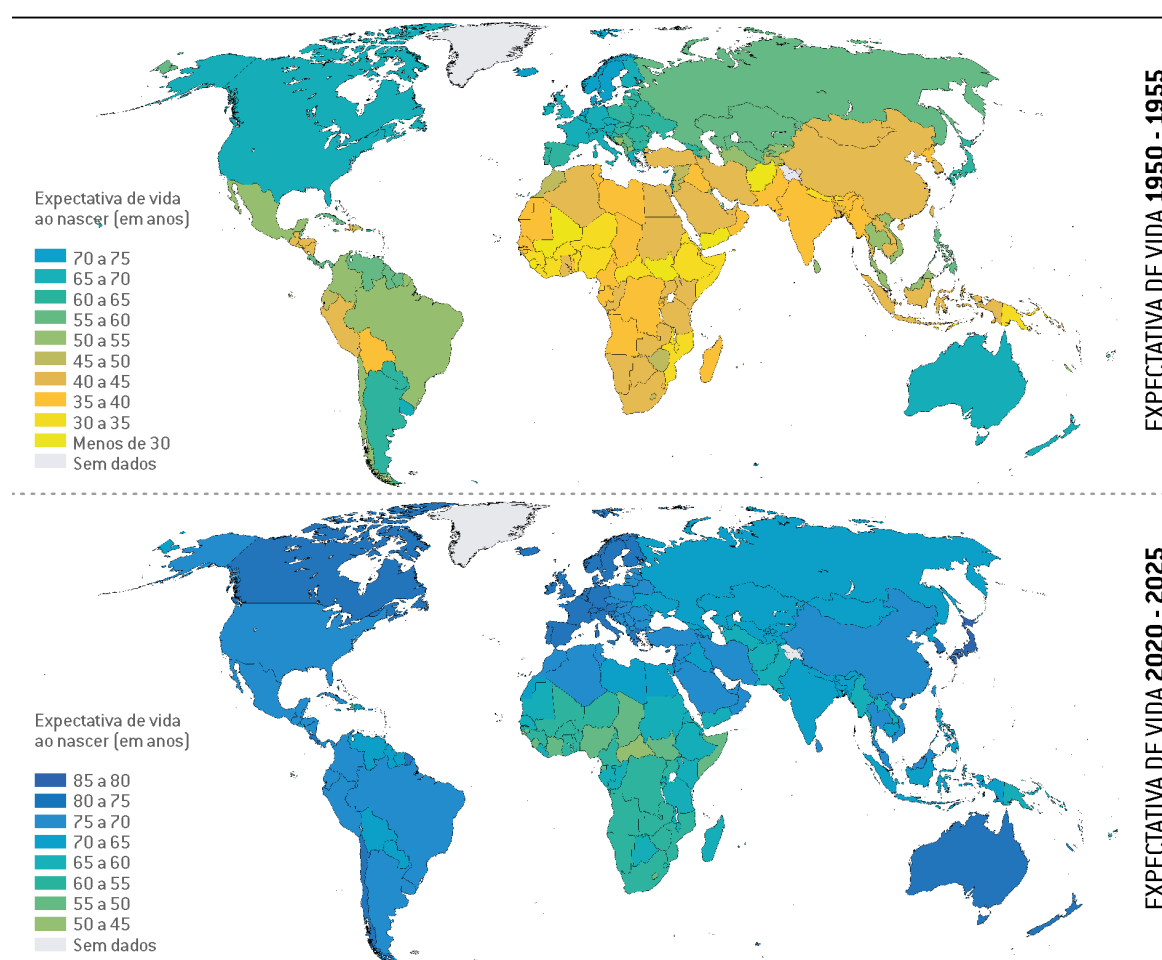 EXPECTATIVA DE VIDA 1950 - 1955
Expectativa de vida
ao nascer (em anos)
70 a 75
65 a 70
60 a 65
55 a 60
50 a 55
45 a 50
40 a 45
35 a 40
30 a 35
Menos de 30
Sem dados
EXPECTATIVA DE VIDA 2020 - 2025
Expectativa de vida
ao nascer (em anos)
85 a 80
80 a 75
75 a 70
70 a 65
65 a 60
60 a 55
55 a 50
50 a 45
Sem dados